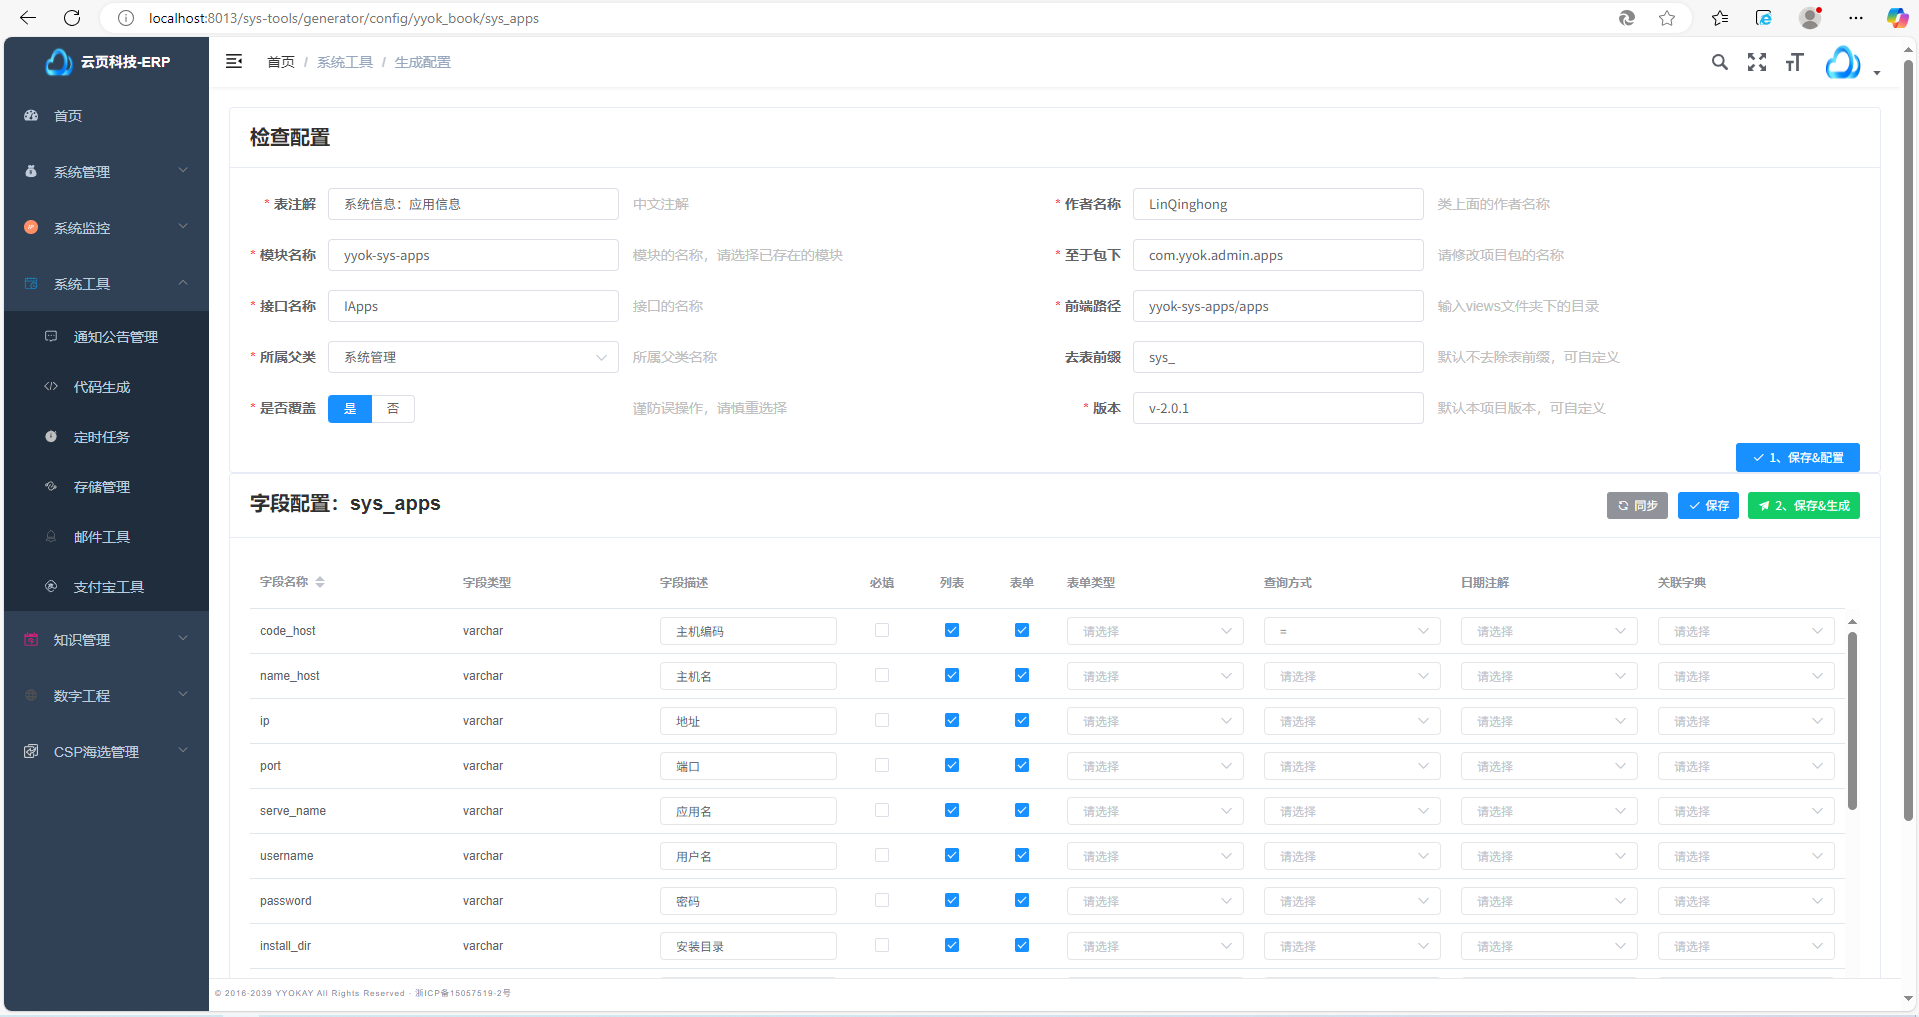 localhost:8013/sys-tools/generator/config/yyok_book/sys_apps
云页科技-ERP
首页 / 系统工具 / 生成配置
首页
系统管理
系统监控
系统工具
通知公告管理
代码生成
定时任务
存储管理
邮件工具
支付宝工具
知识管理
数字工程
CSP海选管理
检查配置
* 表注解 系统信息：应用信息 中文注解 * 作者名称 LinQinghong 类上面的作者名称
* 模块名称 yyok-sys-apps 模块的名称，请选择已存在的模块 * 至于包下 com.yyok.admin.apps 请修改项目包的名称
* 接口名称 IApps 接口的名称 * 前端路径 yyok-sys-apps/apps 输入views文件夹下的目录
* 所属父类 系统管理 所属父类名称 去表前缀 sys_ 默认不去除表前缀，可自定义
* 是否覆盖 是 否 谨防误操作，请慎重选择 * 版本 v-2.0.1 默认本项目版本，可自定义
1、保存&配置
字段配置：sys_apps 同步 保存 2、保存&生成
字段名称 字段类型 字段描述 必填 列表 表单 表单类型 查询方式 日期注解 关联字典
code_host varchar 主机编码 请选择 = 请选择 请选择
name_host varchar 主机名 请选择 请选择 请选择 请选择
ip varchar 地址 请选择 请选择 请选择 请选择
port varchar 端口 请选择 请选择 请选择 请选择
serve_name varchar 应用名 请选择 请选择 请选择 请选择
username varchar 用户名 请选择 请选择 请选择 请选择
password varchar 密码 请选择 请选择 请选择 请选择
install_dir varchar 安装目录 请选择 请选择 请选择 请选择
© 2016-2039 YYOKAY All Rights Reserved · 浙ICP备15057519-2号